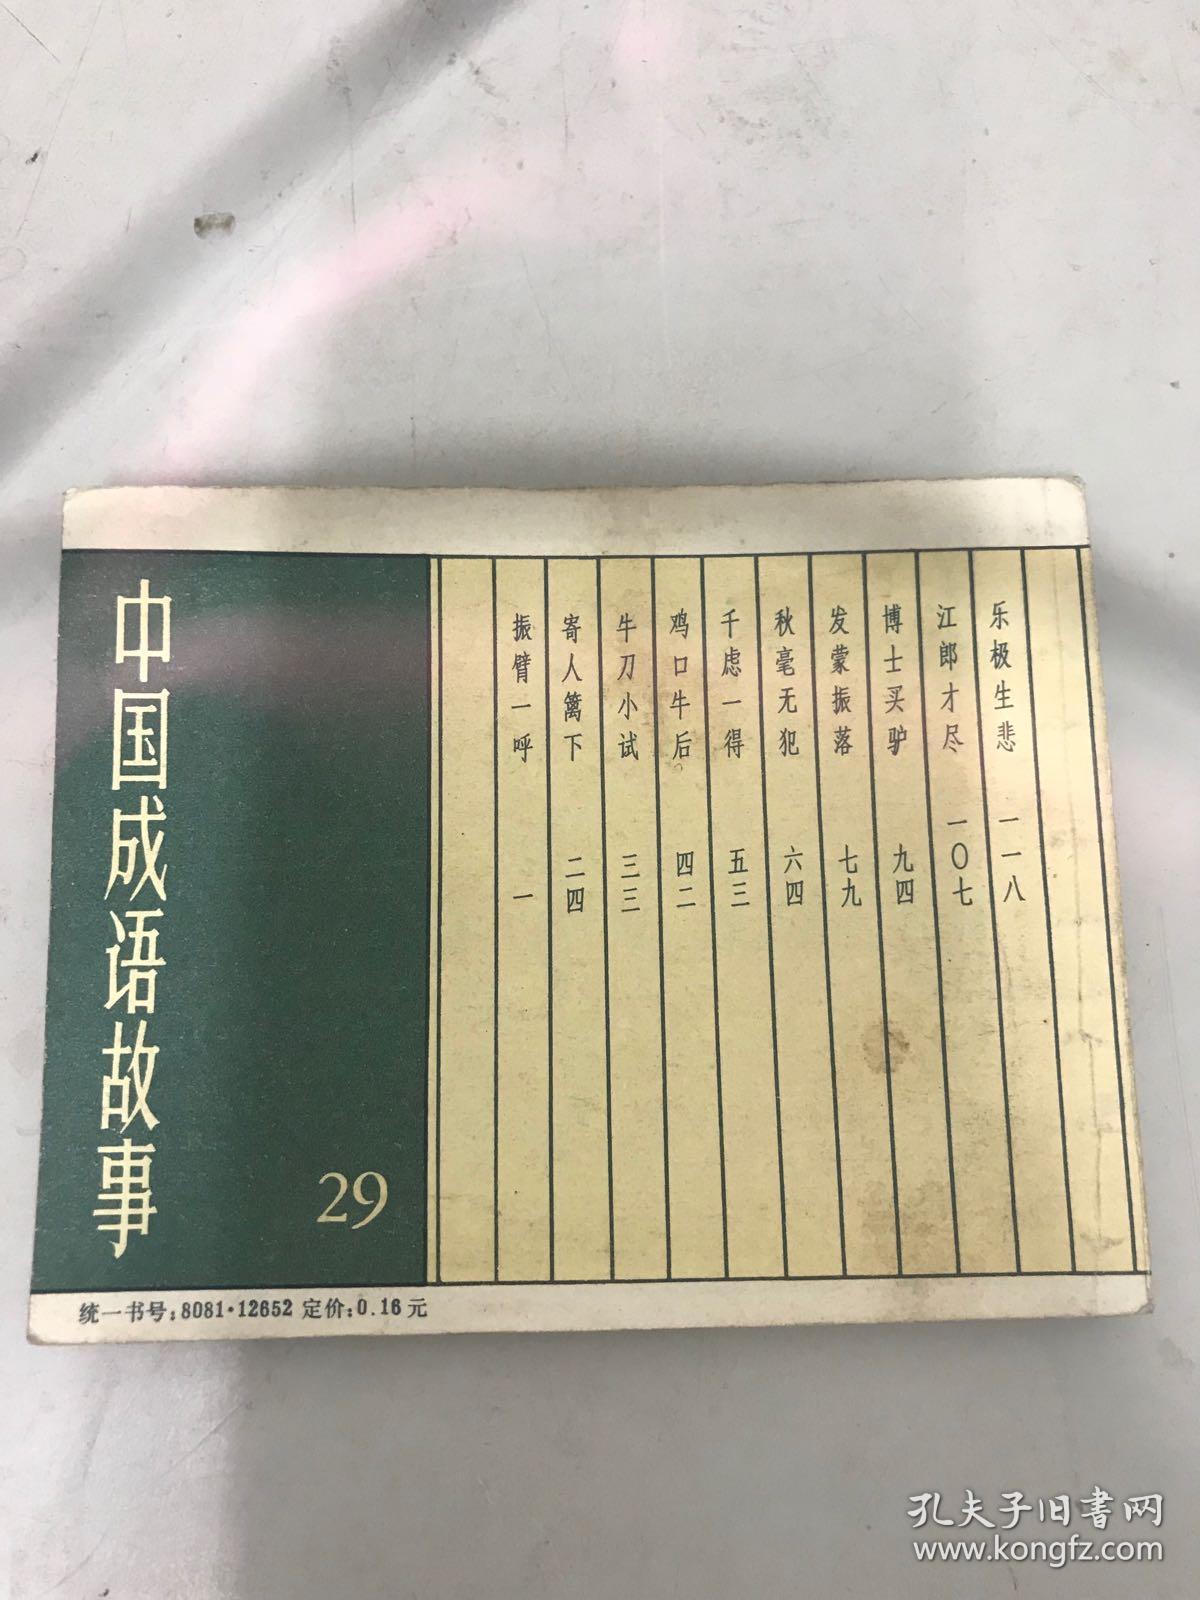 中国成语故事
29
振臂一呼 一
寄人篱下 二四
牛刀小试 三三
鸡口牛后 四二
千虑一得 五三
秋毫无犯 六四
发蒙振落 七九
博士买驴 九四
江郎才尽 一〇七
乐极生悲 一一八
统一书号:8081·12652 定价:0.16元
孔夫子旧书网
www.kongfz.com